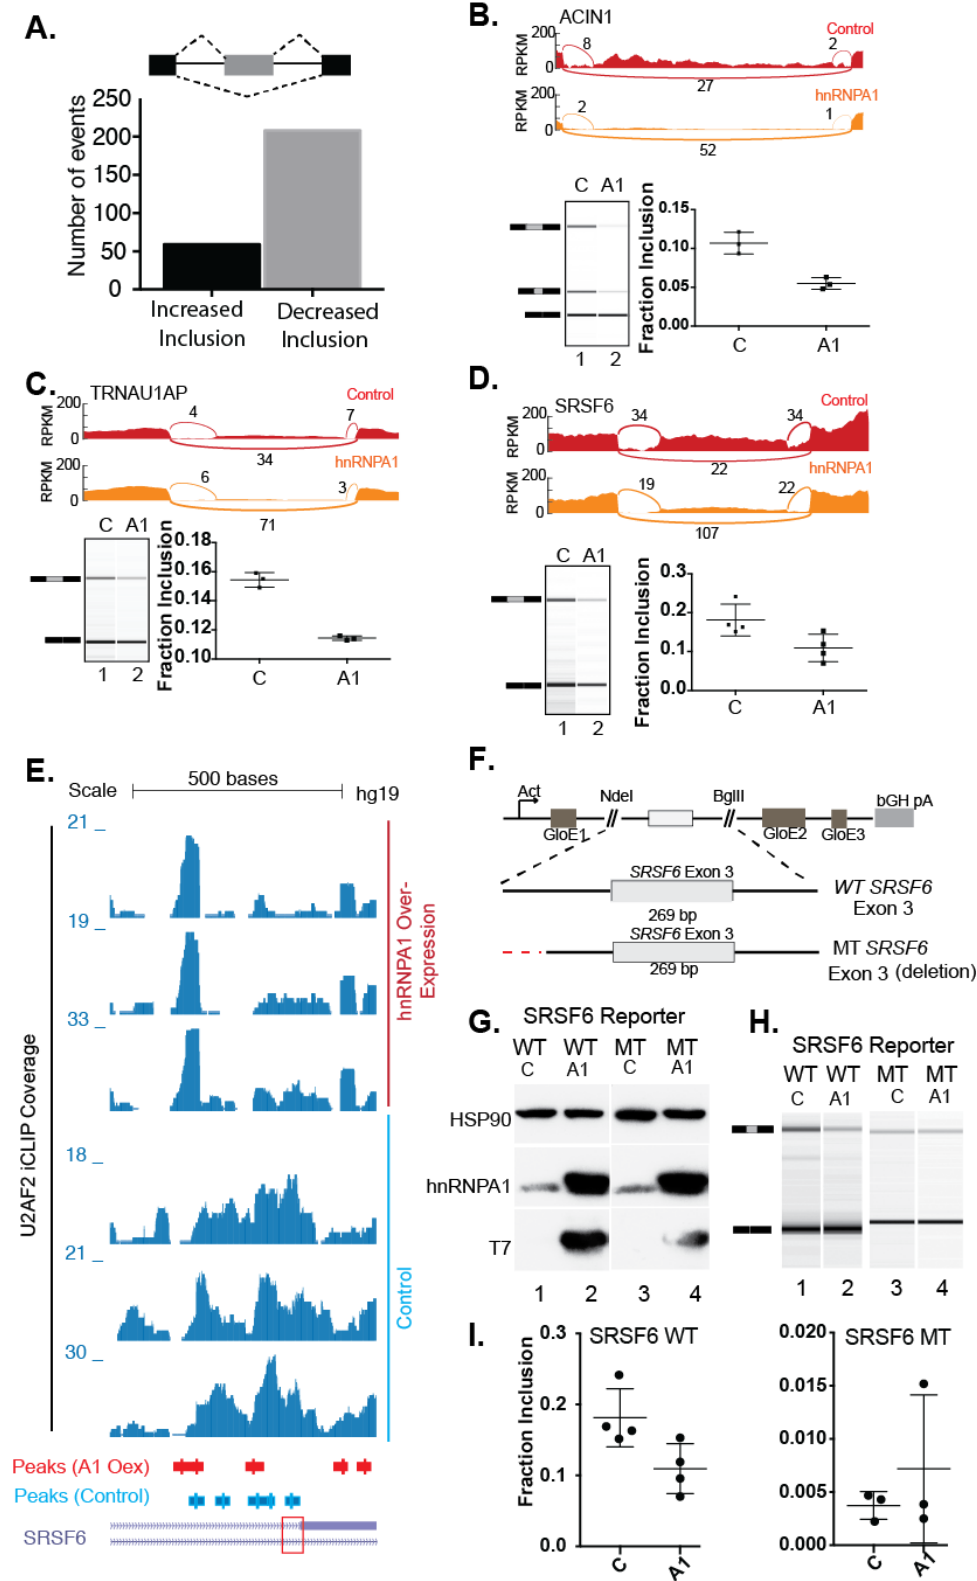 A.
250
200
150
100
50
0
Number of events
Increased Inclusion
Decreased Inclusion
B.
ACIN1
Control
200
0
RPKM
8
2
27
hnRNPA1
200
0
RPKM
2
1
52
C A1
1 2
Fraction Inclusion
0.15
0.10
0.05
0.00
C
A1
C.
TRNAU1AP
Control
200
0
RPKM
4
7
34
hnRNPA1
200
0
RPKM
6
3
71
C A1
1 2
Fraction Inclusion
0.18
0.16
0.14
0.12
0.10
C
A1
D.
SRSF6
Control
200
0
RPKM
34
34
22
hnRNPA1
200
0
RPKM
19
22
107
C A1
1 2
Fraction Inclusion
0.3
0.2
0.1
0.0
C
A1
E.
Scale
500 bases
hg19
21
19
33
18
21
30
U2AF2 iCLIP Coverage
hnRNPA1 Over-
Expression
Control
Peaks (A1 Oex)
Peaks (Control)
SRSF6
F.
Act
NdeI
BglII
bGH pA
GloE1
GloE2
GloE3
SRSF6 Exon 3
269 bp
WT SRSF6
Exon 3
SRSF6 Exon 3
269 bp
MT SRSF6
Exon 3 (deletion)
G.
SRSF6 Reporter
WT WT MT MT
C A1 C A1
HSP90
hnRNPA1
T7
1 2 3 4
H.
SRSF6 Reporter
WT WT MT MT
C A1 C A1
1 2 3 4
I.
SRSF6 WT
Fraction Inclusion
0.3
0.2
0.1
0.0
C
A1
SRSF6 MT
0.020
0.015
0.010
0.005
0.000
C
A1